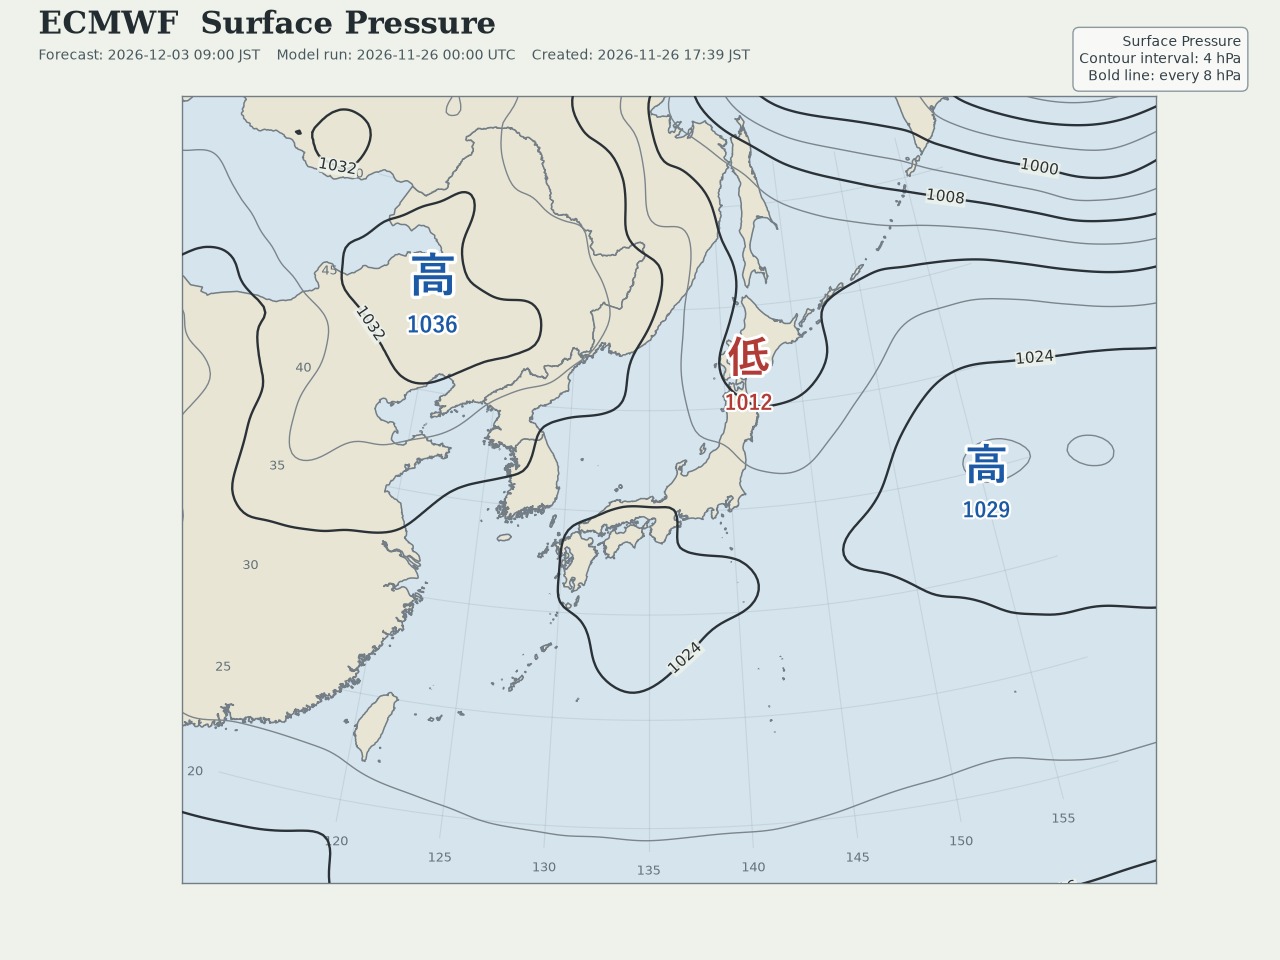 ECMWF  Surface Pressure
Forecast: 2026-12-03 09:00 JST    Model run: 2026-11-26 00:00 UTC    Created: 2026-11-26 17:39 JST
Surface Pressure
Contour interval: 4 hPa
Bold line: every 8 hPa
1032
1000
1008
45
高
1036
1032
低
1012
1024
40
35
高
1029
30
1024
25
20
120
125
130
135
140
145
150
155